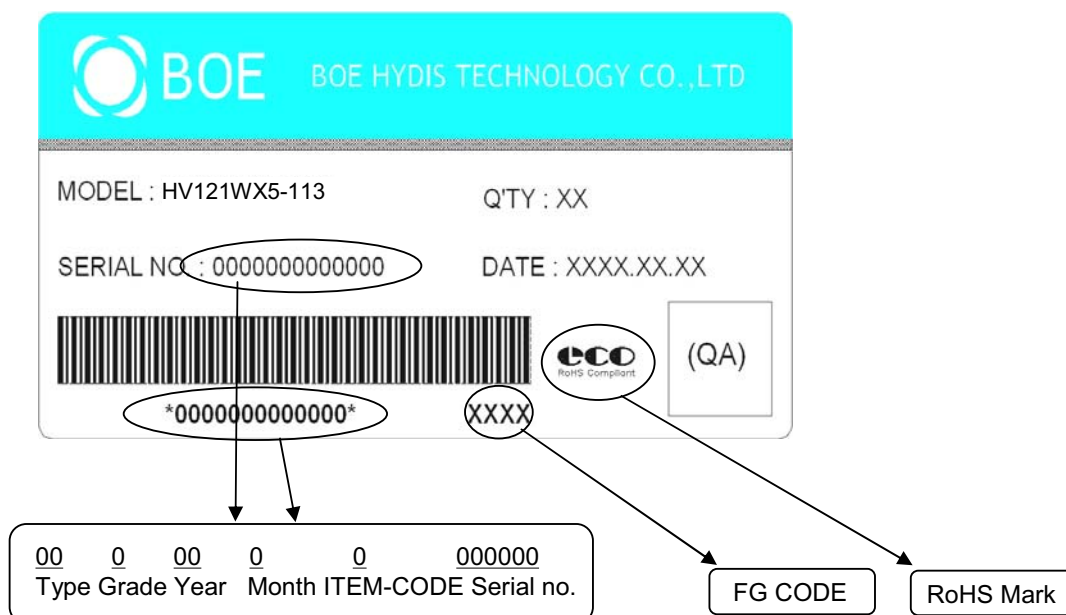 BOE BOE HYDIS TECHNOLOGY CO.,LTD
MODEL : HV121WX5-113 Q'TY : XX
SERIAL NO : 0000000000000 DATE : XXXX.XX.XX
eco
RoHS Compliant
(QA)
*0000000000000* XXXX
00 0 00 0 0 000000
Type Grade Year Month ITEM-CODE Serial no.
FG CODE
RoHS Mark